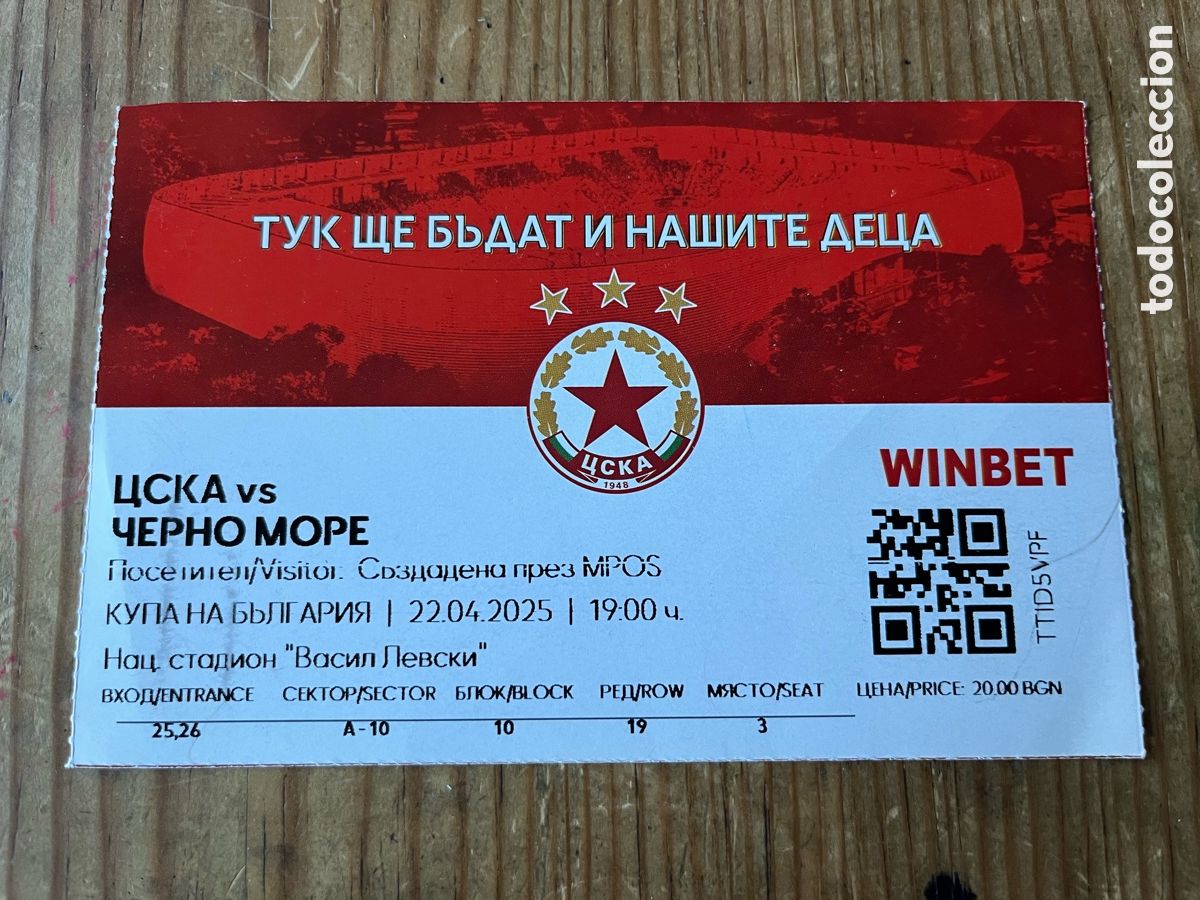 todocoleccion
ТУК ЩЕ БЪДАТ И НАШИТЕ ДЕЦА
ЦСКА
1948
WINBET
ЦСКА vs
ЧЕРНО МОРЕ
Посетител/Visitor: Създадена през MPOS
КУПА НА БЪЛГАРИЯ | 22.04.2025 | 19:00 ч.
Нац. стадион "Васил Левски"
TTID5VPF
ВХОД/ENTRANCE СЕКТОР/SECTOR БЛОК/BLOCK РЕД/ROW МЯСТО/SEAT ЦЕНА/PRICE: 20.00 BGN
25,26 А-10 10 19 3